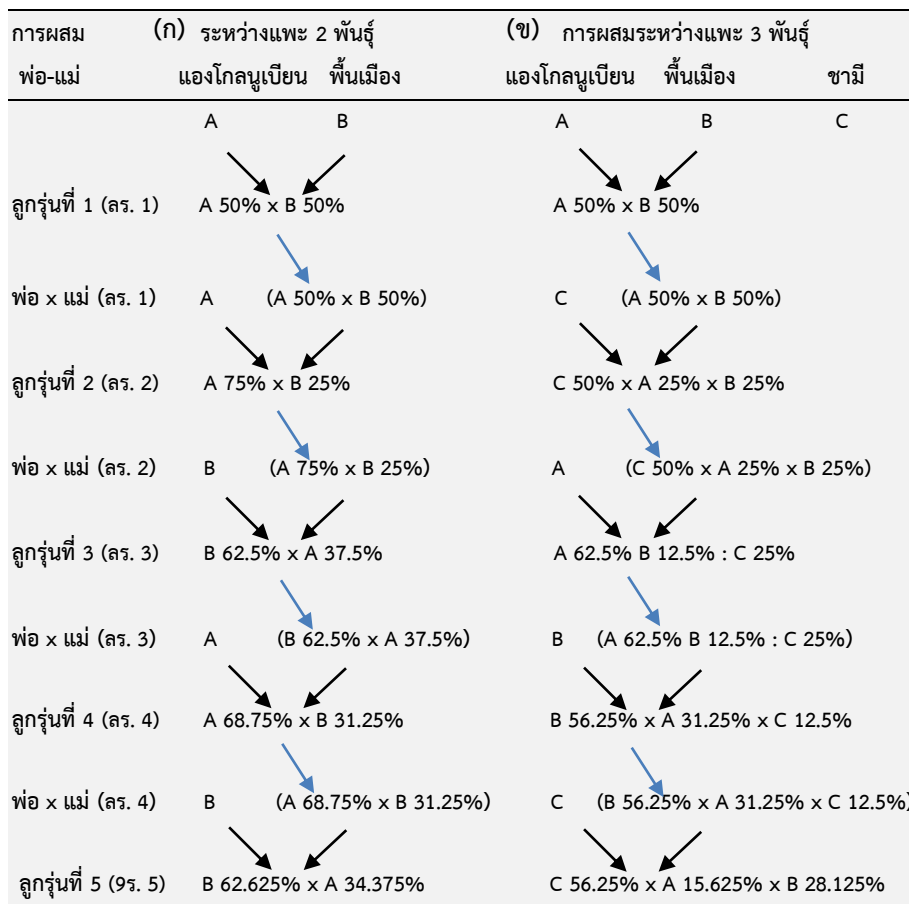 การผสม (ก) ระหว่างแพะ 2 พันธุ์ (ข) การผสมระหว่างแพะ 3 พันธุ์
พ่อ-แม่ แองโกลนูเบียน พื้นเมือง แองโกลนูเบียน พื้นเมือง ชามี
A B A B C
ลูกรุ่นที่ 1 (ลร. 1) A 50% x B 50% A 50% x B 50%
พ่อ x แม่ (ลร. 1) A (A 50% x B 50%) C (A 50% x B 50%)
ลูกรุ่นที่ 2 (ลร. 2) A 75% x B 25% C 50% x A 25% x B 25%
พ่อ x แม่ (ลร. 2) B (A 75% x B 25%) A (C 50% x A 25% x B 25%)
ลูกรุ่นที่ 3 (ลร. 3) B 62.5% x A 37.5% A 62.5% B 12.5% : C 25%
พ่อ x แม่ (ลร. 3) A (B 62.5% x A 37.5%) B (A 62.5% B 12.5% : C 25%)
ลูกรุ่นที่ 4 (ลร. 4) A 68.75% x B 31.25% B 56.25% x A 31.25% x C 12.5%
พ่อ x แม่ (ลร. 4) B (A 68.75% x B 31.25%) C (B 56.25% x A 31.25% x C 12.5%)
ลูกรุ่นที่ 5 (9ร. 5) B 62.625% x A 34.375% C 56.25% x A 15.625% x B 28.125%